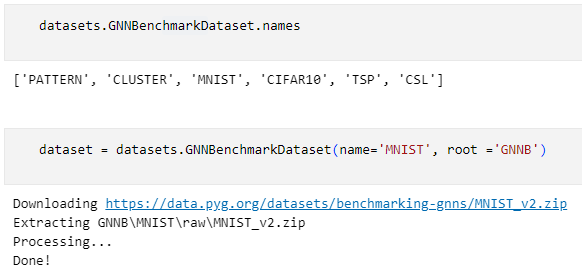 datasets.GNNBenchmarkDataset.names
['PATTERN', 'CLUSTER', 'MNIST', 'CIFAR10', 'TSP', 'CSL']
dataset = datasets.GNNBenchmarkDataset(name='MNIST', root ='GNNB')
Downloading https://data.pyg.org/datasets/benchmarking-gnns/MNIST_v2.zip
Extracting GNNB\MNIST\raw\MNIST_v2.zip
Processing...
Done!